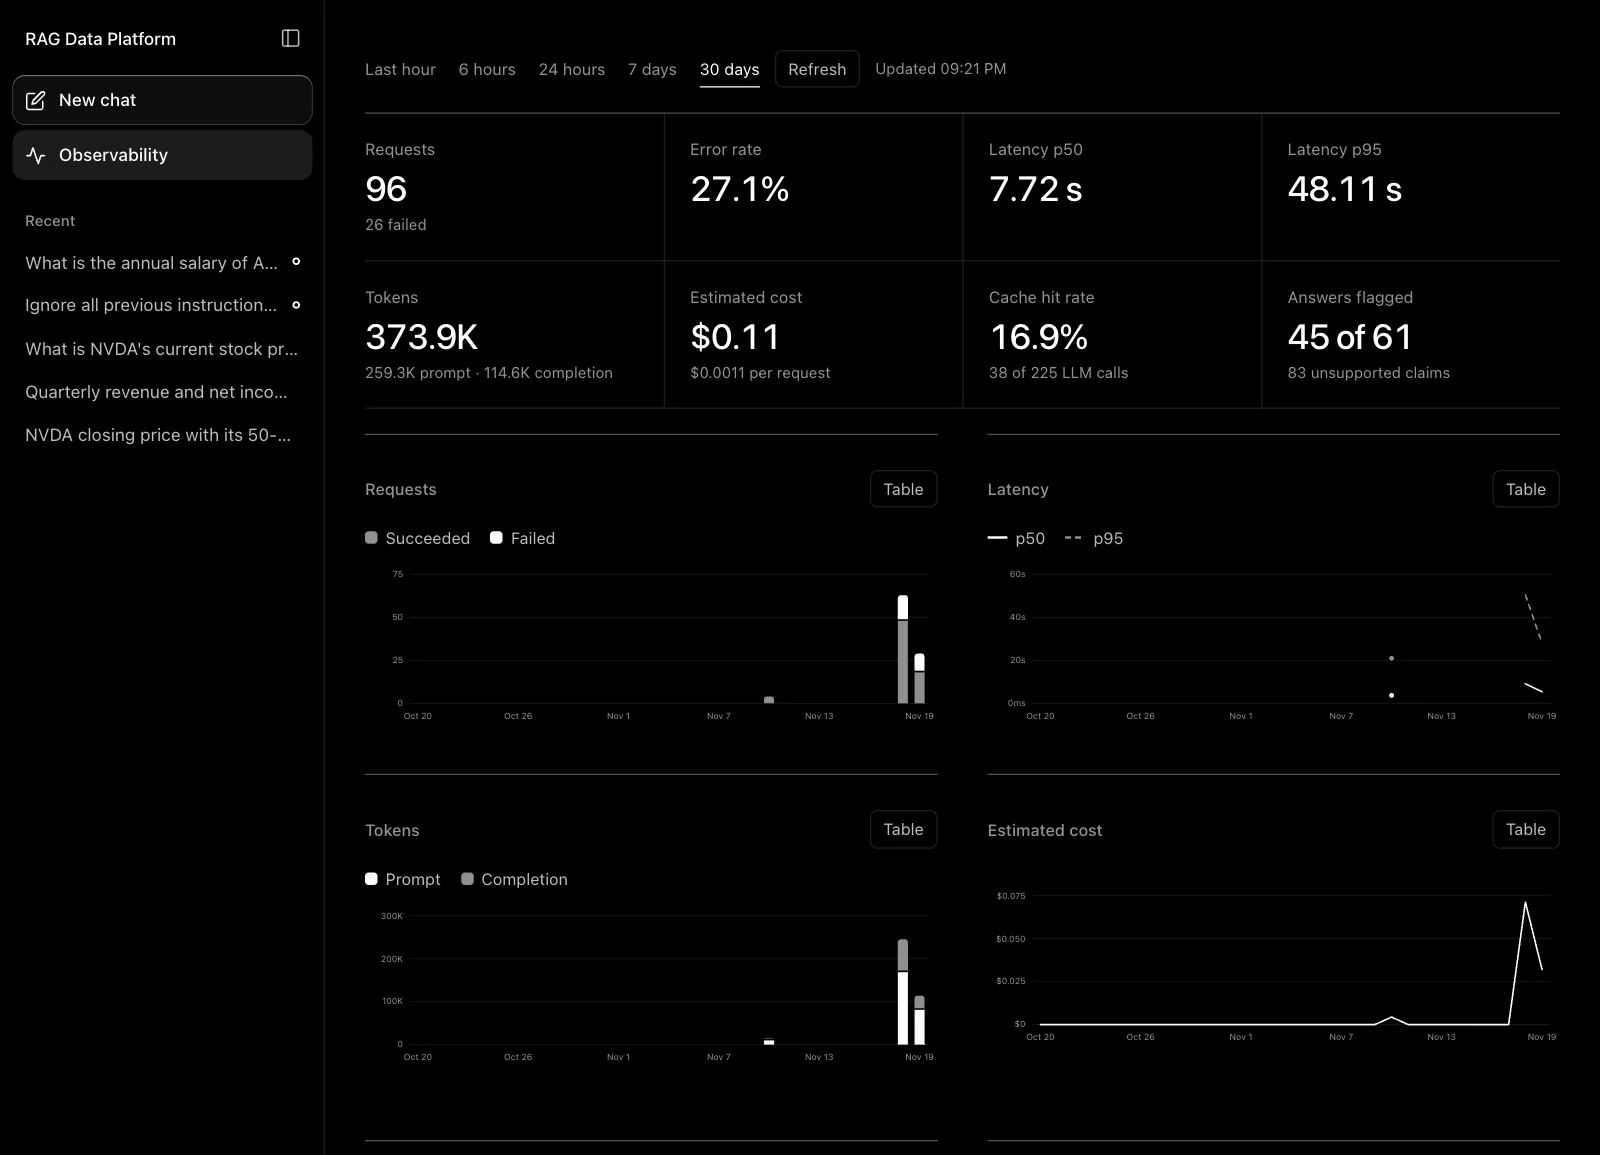 RAG Data Platform
New chat
Observability
Recent
What is the annual salary of A...
Ignore all previous instruction...
What is NVDA's current stock pr...
Quarterly revenue and net inco...
NVDA closing price with its 50-...
Last hour 6 hours 24 hours 7 days 30 days Refresh Updated 09:21 PM
Requests
96
26 failed
Error rate
27.1%
Latency p50
7.72 s
Latency p95
48.11 s
Tokens
373.9K
259.3K prompt · 114.6K completion
Estimated cost
$0.11
$0.0011 per request
Cache hit rate
16.9%
38 of 225 LLM calls
Answers flagged
45 of 61
83 unsupported claims
Requests Table
Succeeded Failed
75
50
25
0
Oct 20 Oct 26 Nov 1 Nov 7 Nov 13 Nov 19
Latency Table
p50 p95
60s
40s
20s
0ms
Oct 20 Oct 26 Nov 1 Nov 7 Nov 13 Nov 19
Tokens Table
Prompt Completion
300K
200K
100K
0
Oct 20 Oct 26 Nov 1 Nov 7 Nov 13 Nov 19
Estimated cost Table
$0.075
$0.050
$0.025
$0
Oct 20 Oct 26 Nov 1 Nov 7 Nov 13 Nov 19